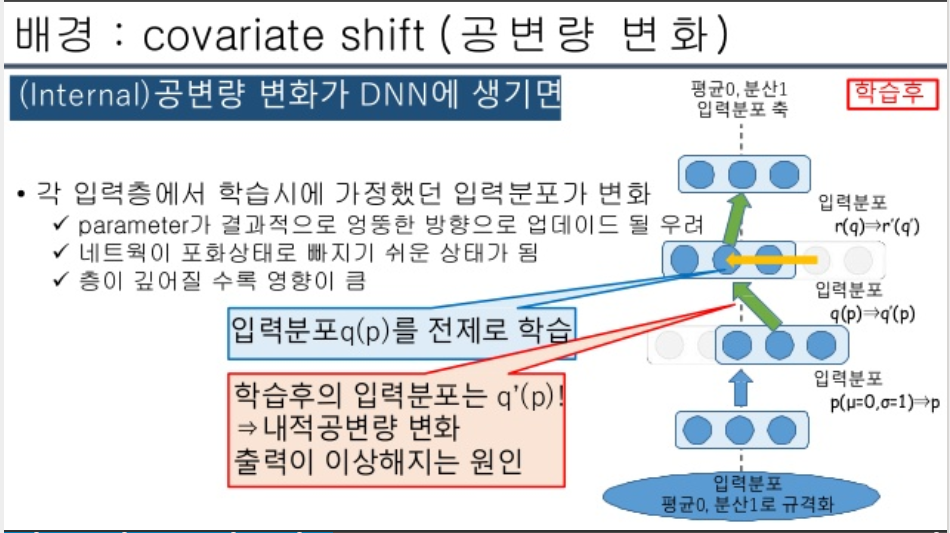 배경 : covariate shift (공변량 변화)
(Internal)공변량 변화가 DNN에 생기면
• 각 입력층에서 학습시에 가정했던 입력분포가 변화
✓ parameter가 결과적으로 엉뚱한 방향으로 업데이드 될 우려
✓ 네트웍이 포화상태로 빠지기 쉬운 상태가 됨
✓ 층이 깊어질 수록 영향이 큼
입력분포q(p)를 전제로 학습
학습후의 입력분포는 q'(p)!
⇒내적공변량 변화
출력이 이상해지는 원인
평균0, 분산1
입력분포 축
학습후
입력분포
r(q)⇒r'(q')
입력분포
q(p)⇒q'(p)
입력분포
p(μ=0,σ=1)⇒p
입력분포
평균0, 분산1로 규격화